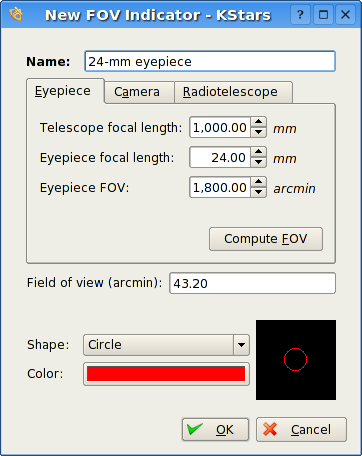 New FOV Indicator - KStars
Name: 24-mm eyepiece
Eyepiece Camera Radiotelescope
Telescope focal length: 1,000.00 mm
Eyepiece focal length: 24.00 mm
Eyepiece FOV: 1,800.00 arcmin
Compute FOV
Field of view (arcmin): 43.20
Shape: Circle
Color:
OK Cancel